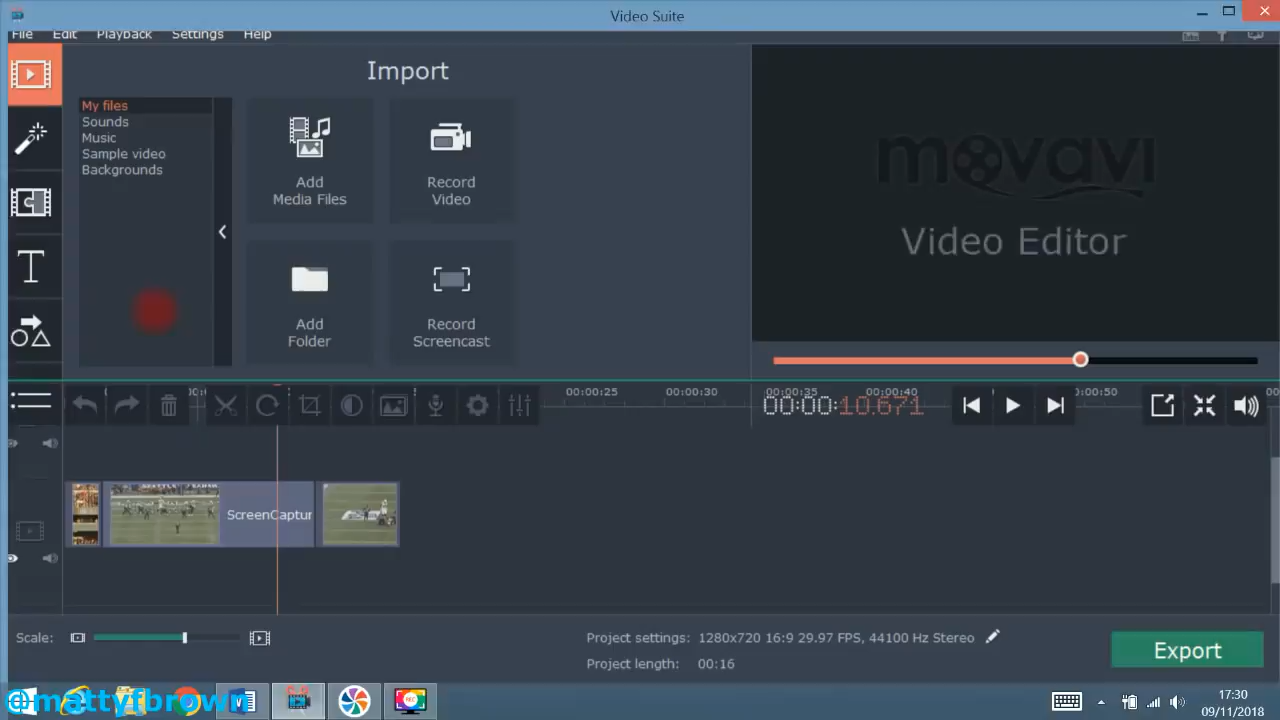 Video Suite
File Edit Playback Settings Help
Import
My files
Sounds
Music
Sample video
Backgrounds
Add
Media Files
Record
Video
Add
Folder
Record
Screencast
movavi
Video Editor
00:00:25 00:00:30 00:00:35 00:00:40 0:00:50
00:00:10.671
ScreenCaptur
Scale:
Project settings: 1280x720 16:9 29.97 FPS, 44100 Hz Stereo
Project length: 00:16
Export
@mattyfbrown
17:30
09/11/2018